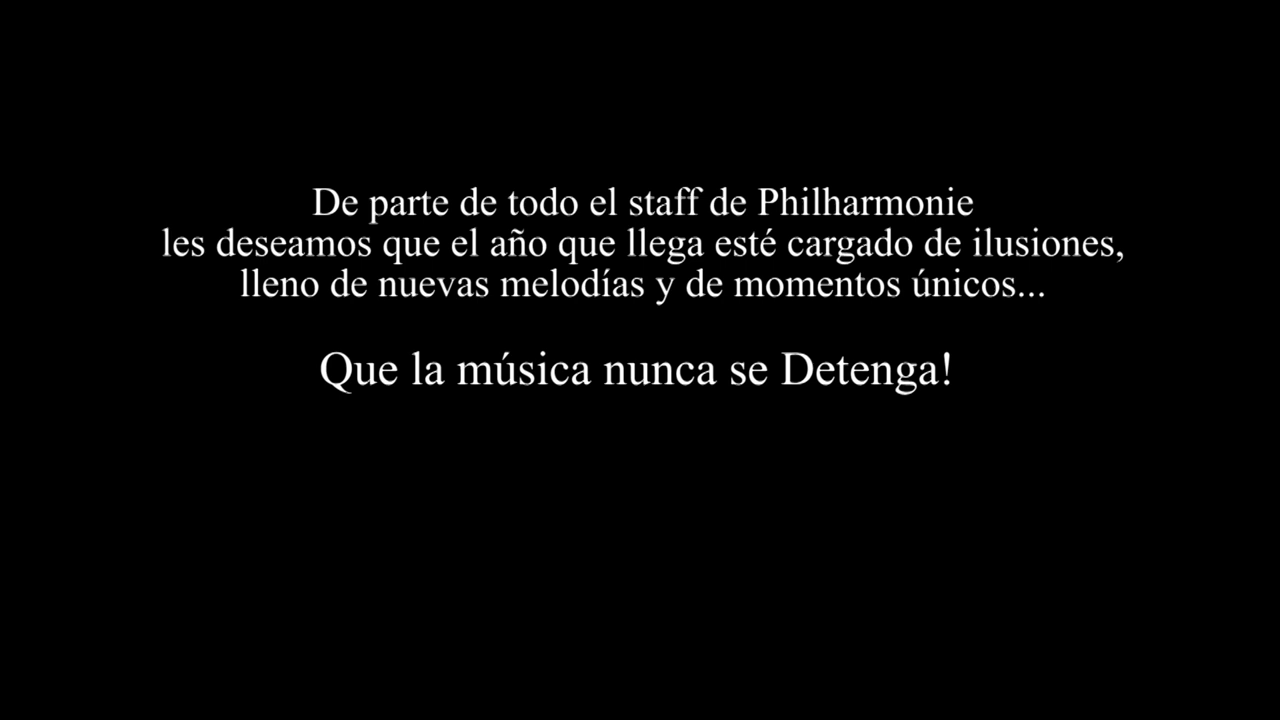 De parte de todo el staff de Philharmonie
les deseamos que el año que llega esté cargado de ilusiones,
lleno de nuevas melodías y de momentos únicos...
Que la música nunca se Detenga!